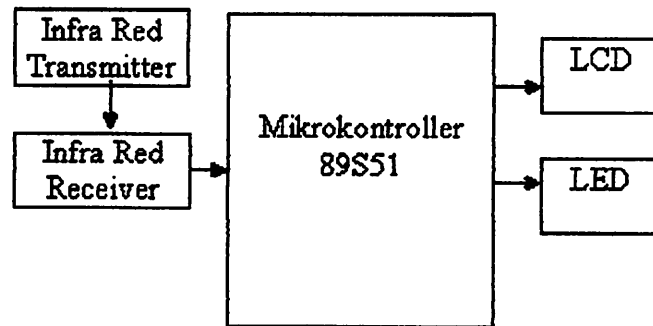 Infra Red
Transmitter
Infra Red
Receiver
Mikrokontroller
89S51
LCD
LED